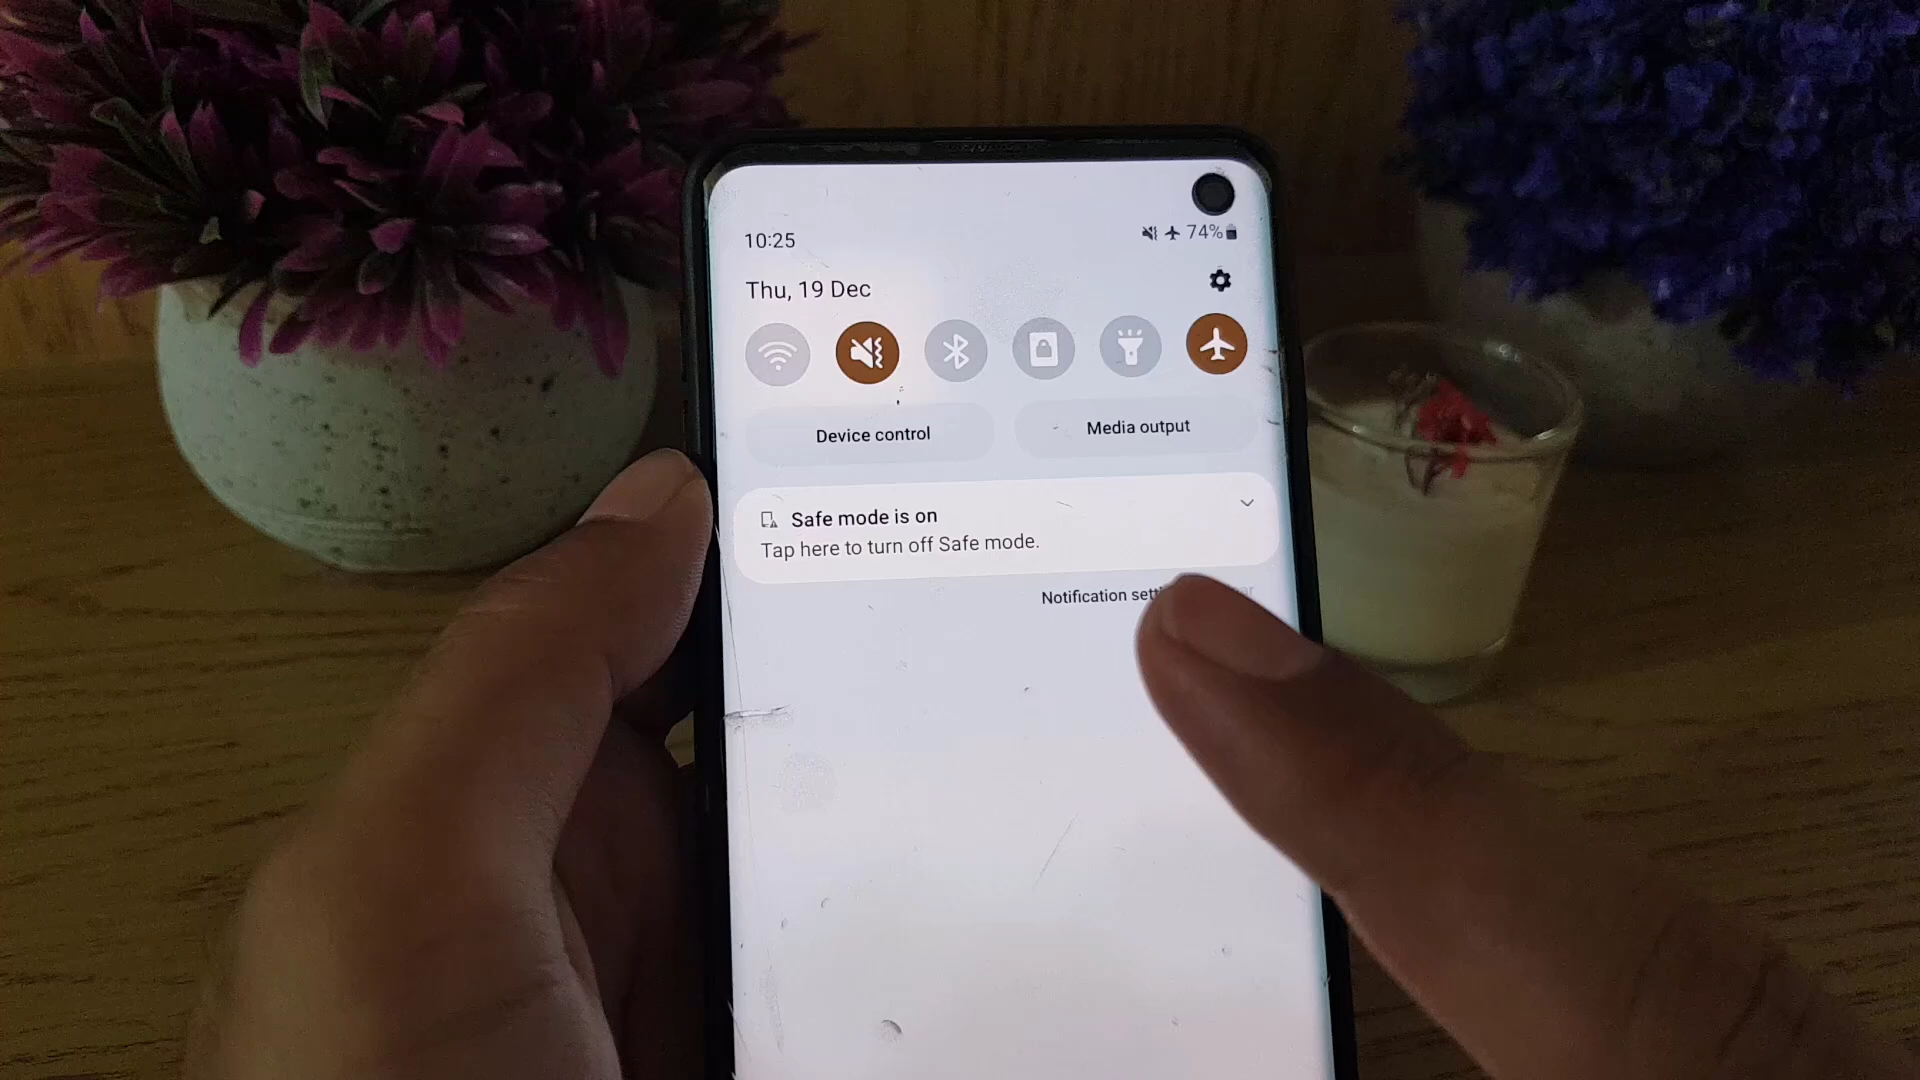 10:25
74%
Thu, 19 Dec
Device control
Media output
Safe mode is on
Tap here to turn off Safe mode.
Notification